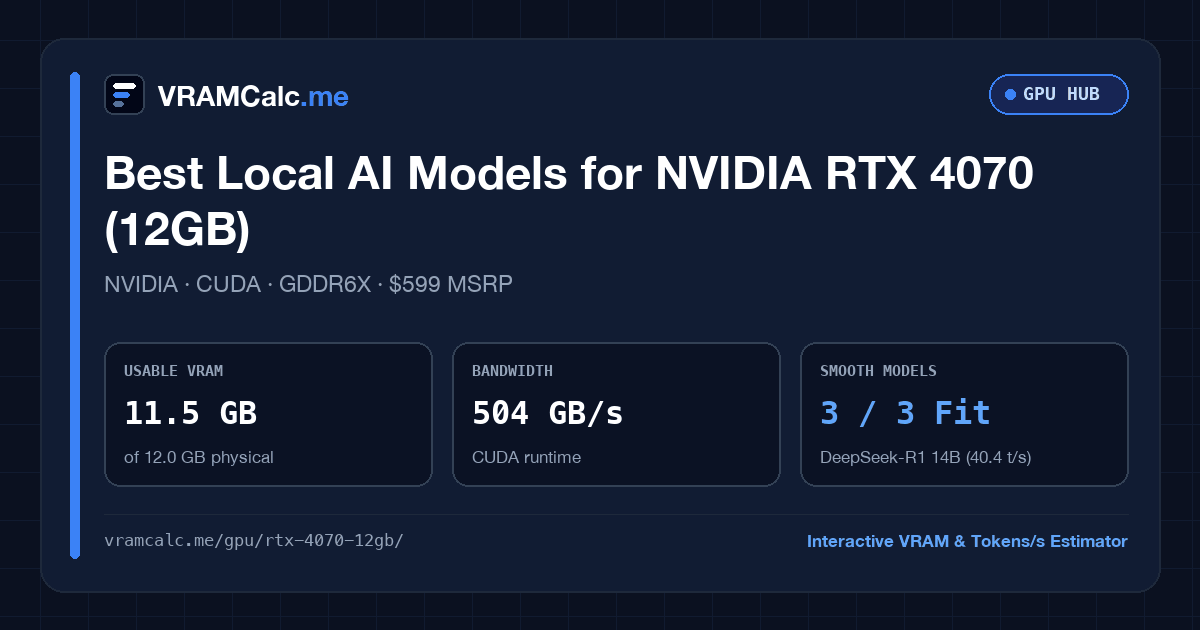 VRAMCalc.me
GPU HUB
Best Local AI Models for NVIDIA RTX 4070
(12GB)
NVIDIA · CUDA · GDDR6X · $599 MSRP
USABLE VRAM
11.5 GB
of 12.0 GB physical
BANDWIDTH
504 GB/s
CUDA runtime
SMOOTH MODELS
3 / 3 Fit
DeepSeek-R1 14B (40.4 t/s)
vramcalc.me/gpu/rtx-4070-12gb/
Interactive VRAM & Tokens/s Estimator